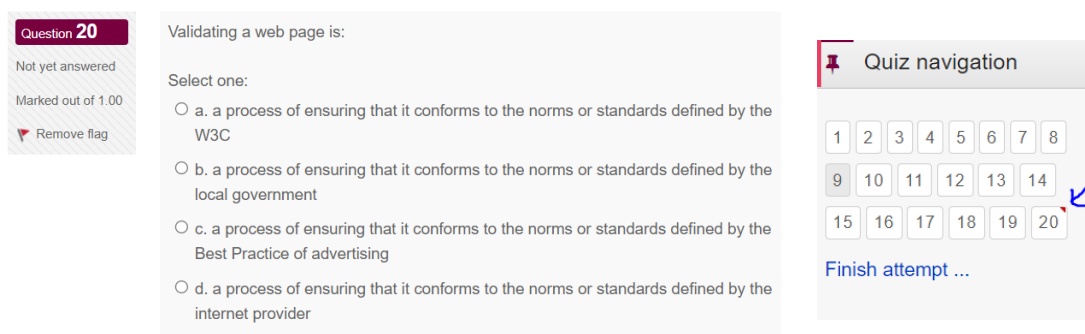 Question 20
Not yet answered
Marked out of 1.00
Remove flag
Validating a web page is:
Select one:
a. a process of ensuring that it conforms to the norms or standards defined by the
W3C
b. a process of ensuring that it conforms to the norms or standards defined by the
local government
c. a process of ensuring that it conforms to the norms or standards defined by the
Best Practice of advertising
d. a process of ensuring that it conforms to the norms or standards defined by the
internet provider
Quiz navigation
1 2 3 4 5 6 7 8
9 10 11 12 13 14
15 16 17 18 19 20
Finish attempt ...